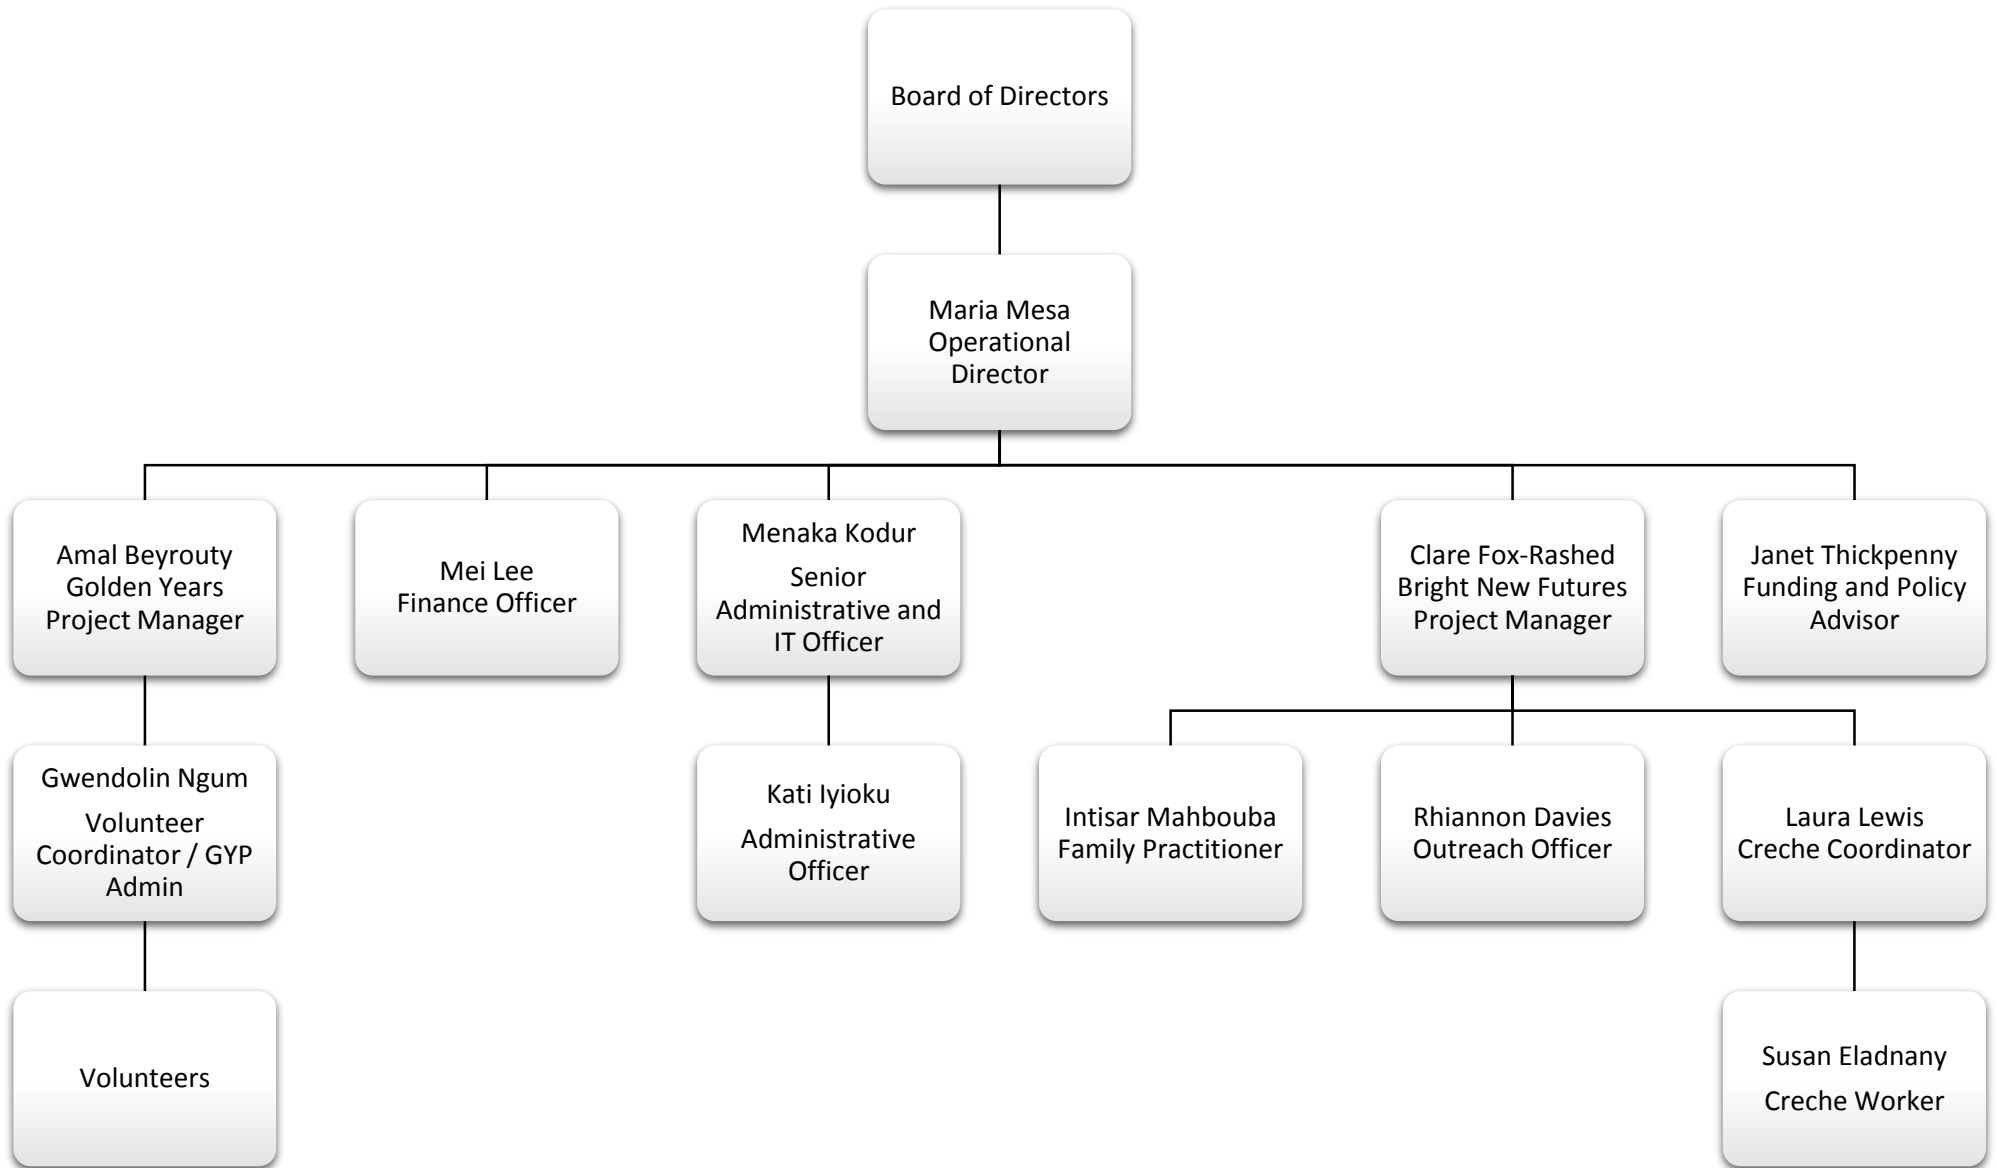 Board of Directors
Maria Mesa
Operational
Director
Amal Beyrouty
Golden Years
Project Manager
Mei Lee
Finance Officer
Menaka Kodur
Senior
Administrative and
IT Officer
Clare Fox-Rashed
Bright New Futures
Project Manager
Janet Thickpenny
Funding and Policy
Advisor
Gwendolin Ngum
Volunteer
Coordinator / GYP
Admin
Kati Iyioku
Administrative
Officer
Intisar Mahbouba
Family Practitioner
Rhiannon Davies
Outreach Officer
Laura Lewis
Creche Coordinator
Volunteers
Susan Eladnany
Creche Worker